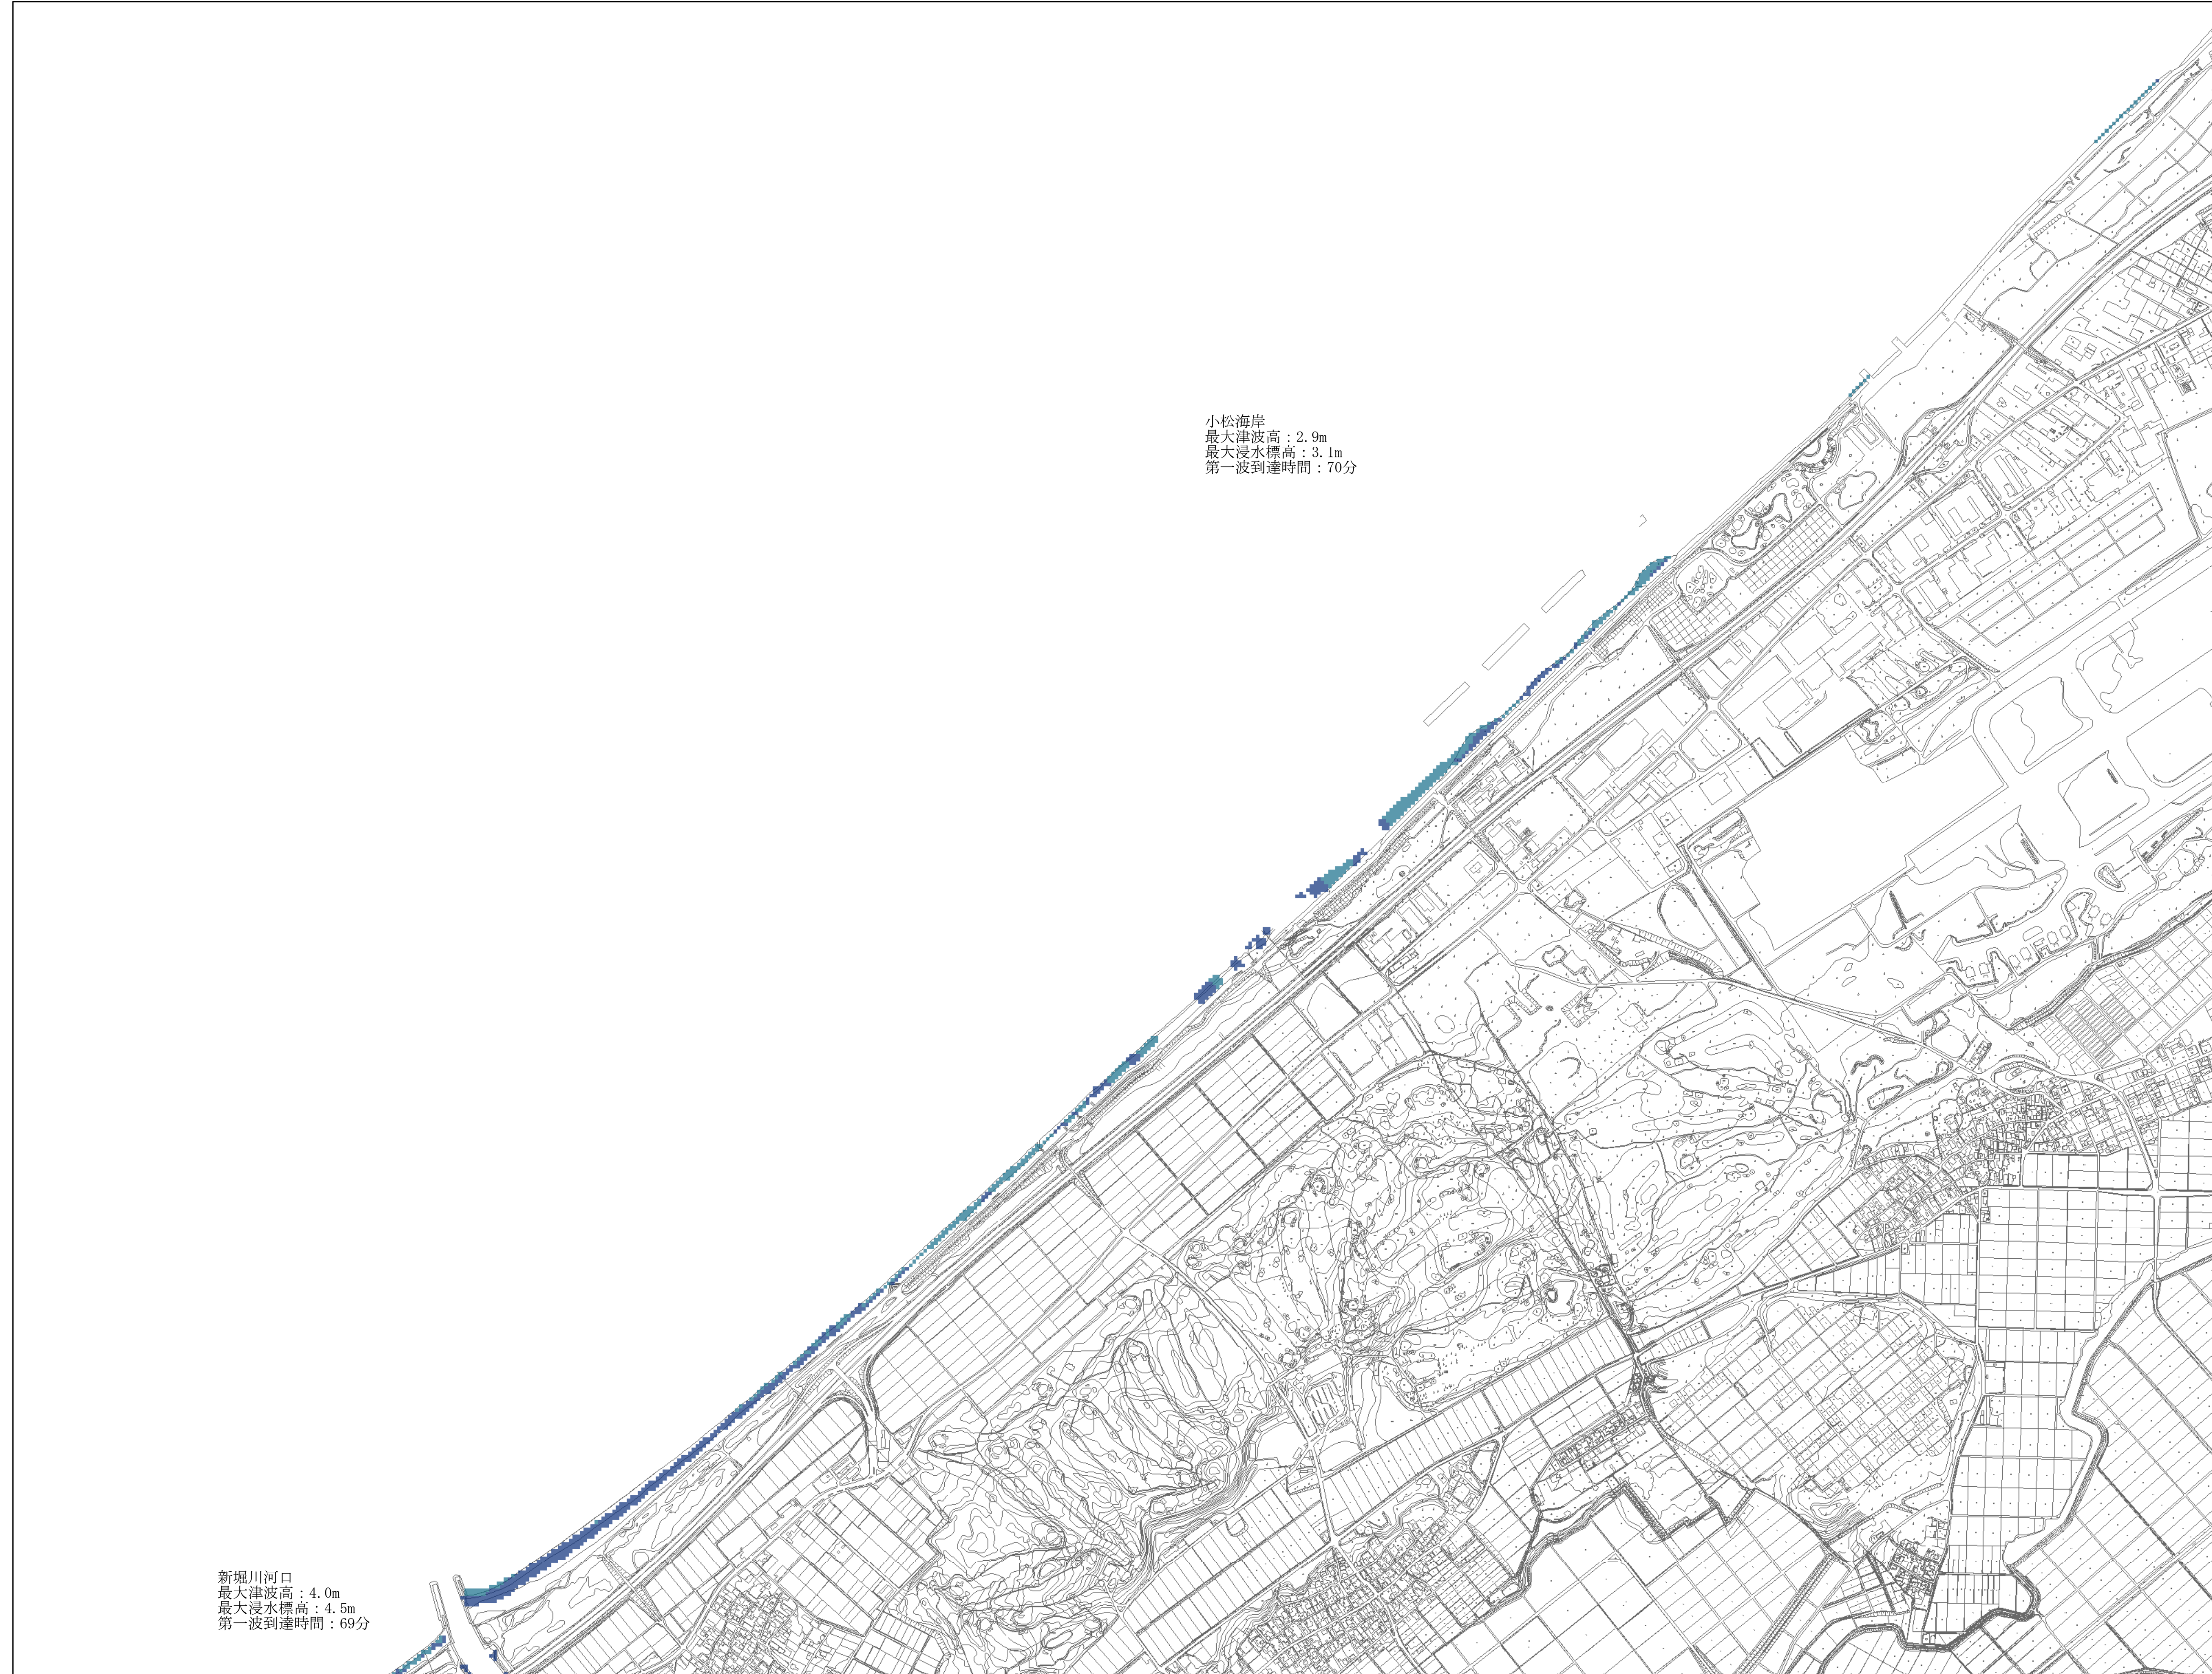 小松海岸
最大津波高：2.9m
最大浸水標高：3.1m
第一波到達時間：70分
新堀川河口
最大津波高：4.0m
最大浸水標高：4.5m
第一波到達時間：69分